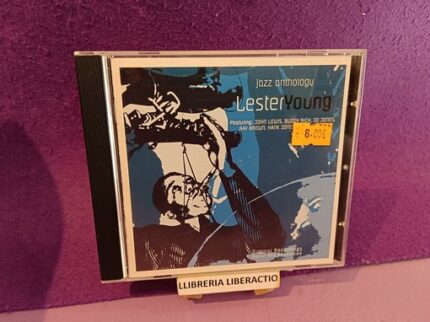 jazz anthology
LesterYoung
Featuring: JOHN LEWIS, BUDDY RICH, JO JONES,
RAY BROWN, HANK JONES
8.00€
Original Recordings
LLIBRERIA LIBERACTIO